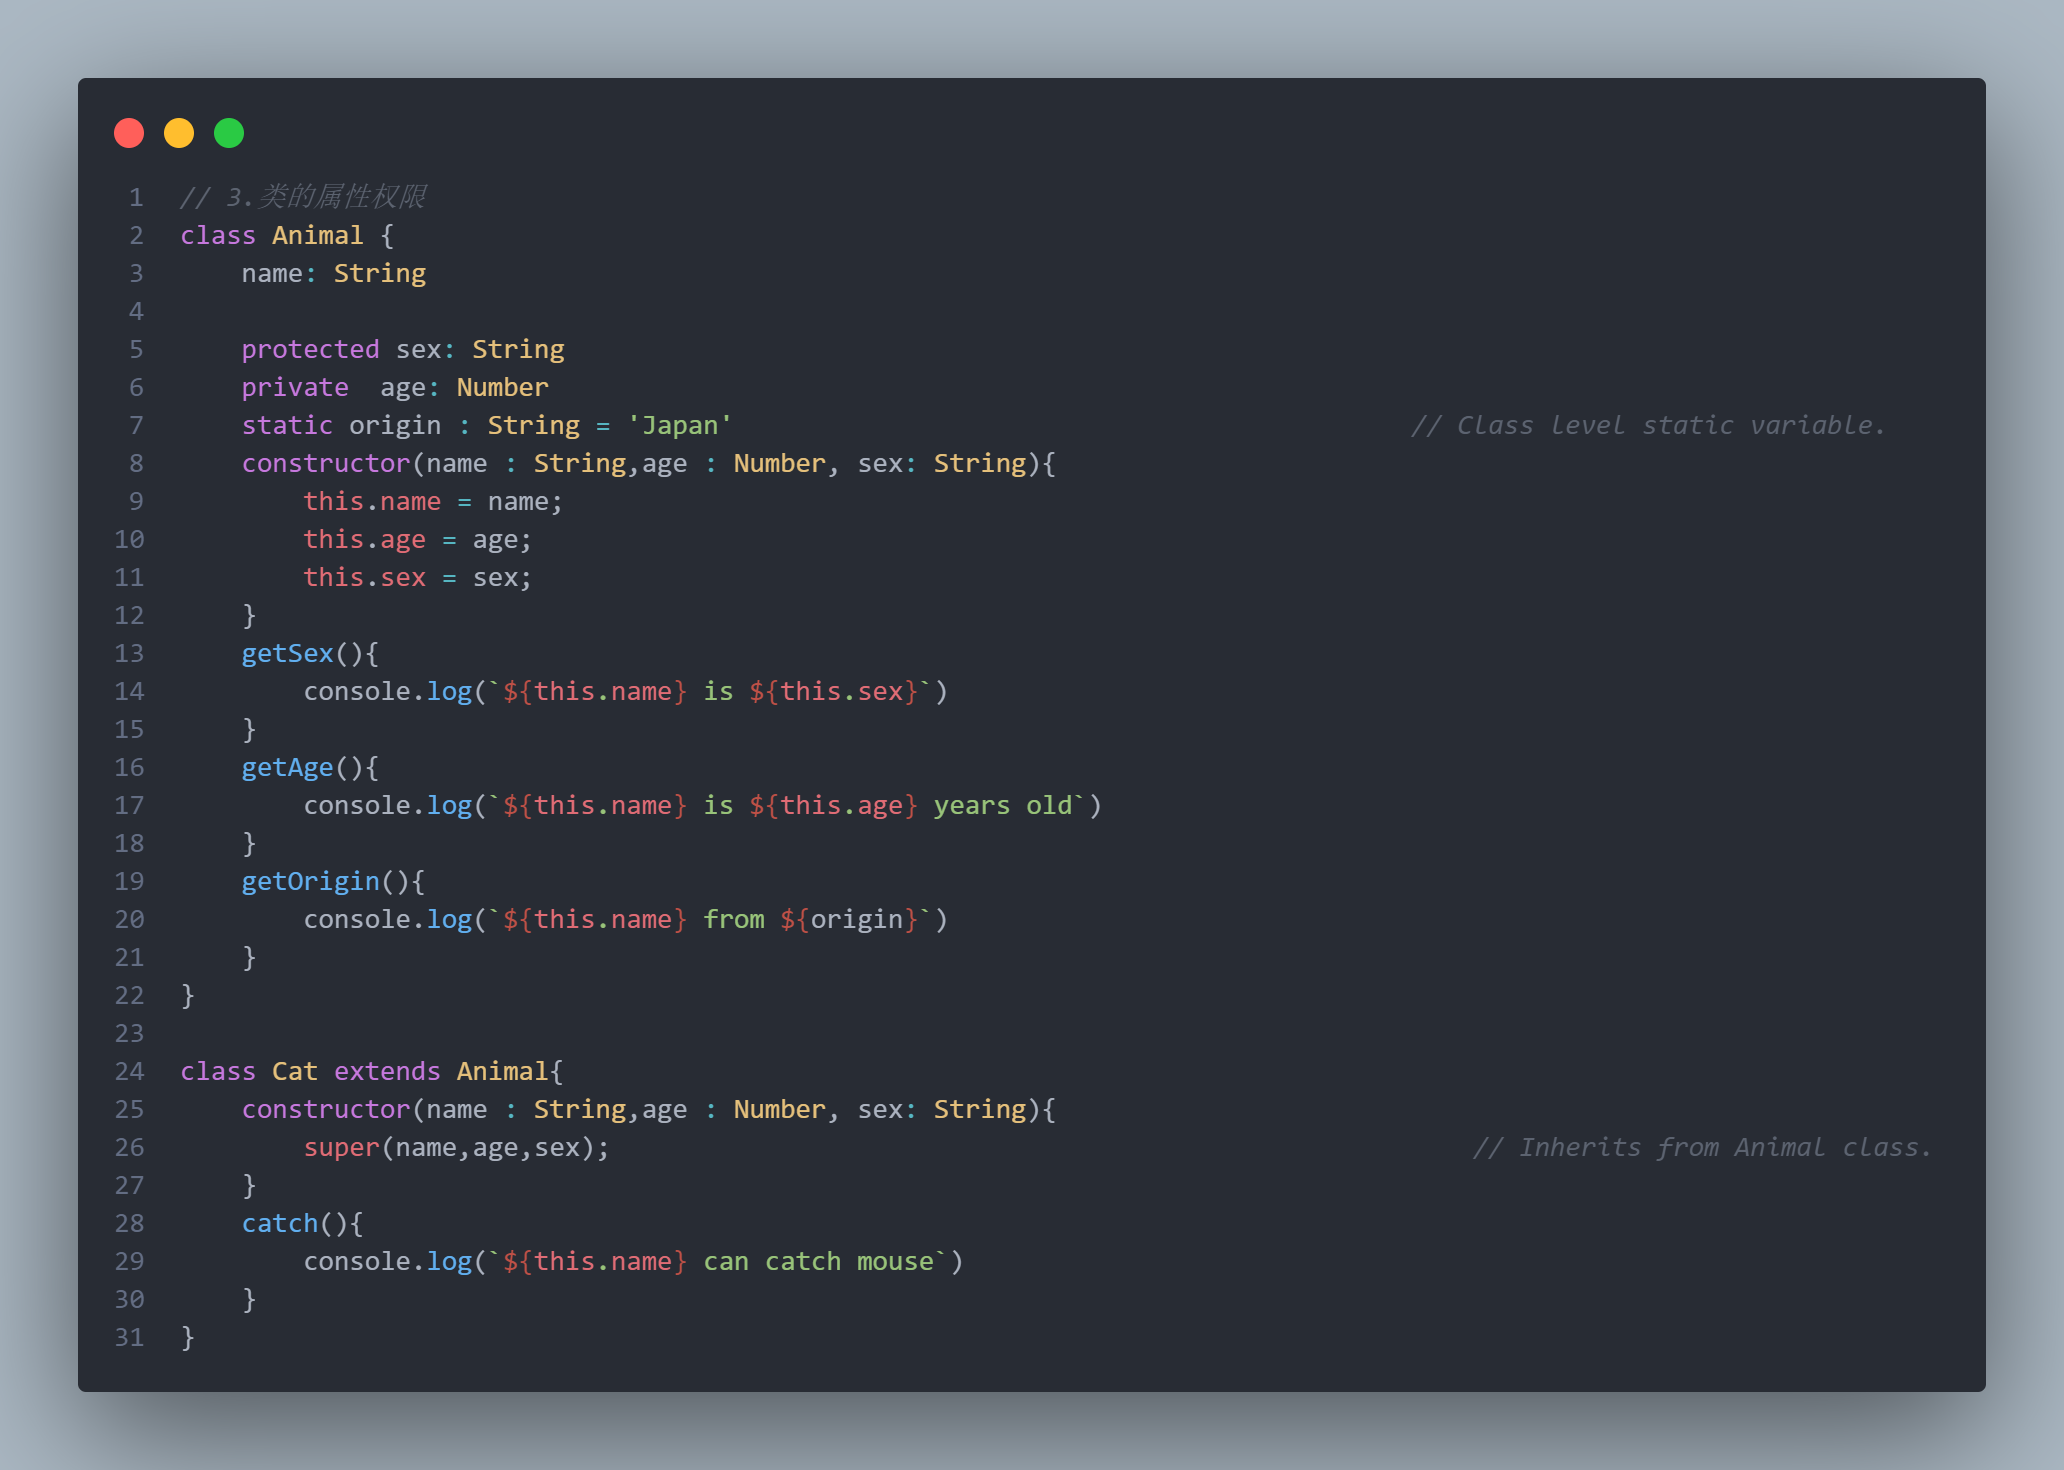 1 // 3.类的属性权限
2 class Animal {
3     name: String
4
5     protected sex: String
6     private  age: Number
7     static origin : String = 'Japan'                                            // Class level static variable.
8     constructor(name : String,age : Number, sex: String){
9         this.name = name;
10         this.age = age;
11         this.sex = sex;
12     }
13     getSex(){
14         console.log(`${this.name} is ${this.sex}`)
15     }
16     getAge(){
17         console.log(`${this.name} is ${this.age} years old`)
18     }
19     getOrigin(){
20         console.log(`${this.name} from ${origin}`)
21     }
22 }
23
24 class Cat extends Animal{
25     constructor(name : String,age : Number, sex: String){
26         super(name,age,sex);                                                        // Inherits from Animal class.
27     }
28     catch(){
29         console.log(`${this.name} can catch mouse`)
30     }
31 }